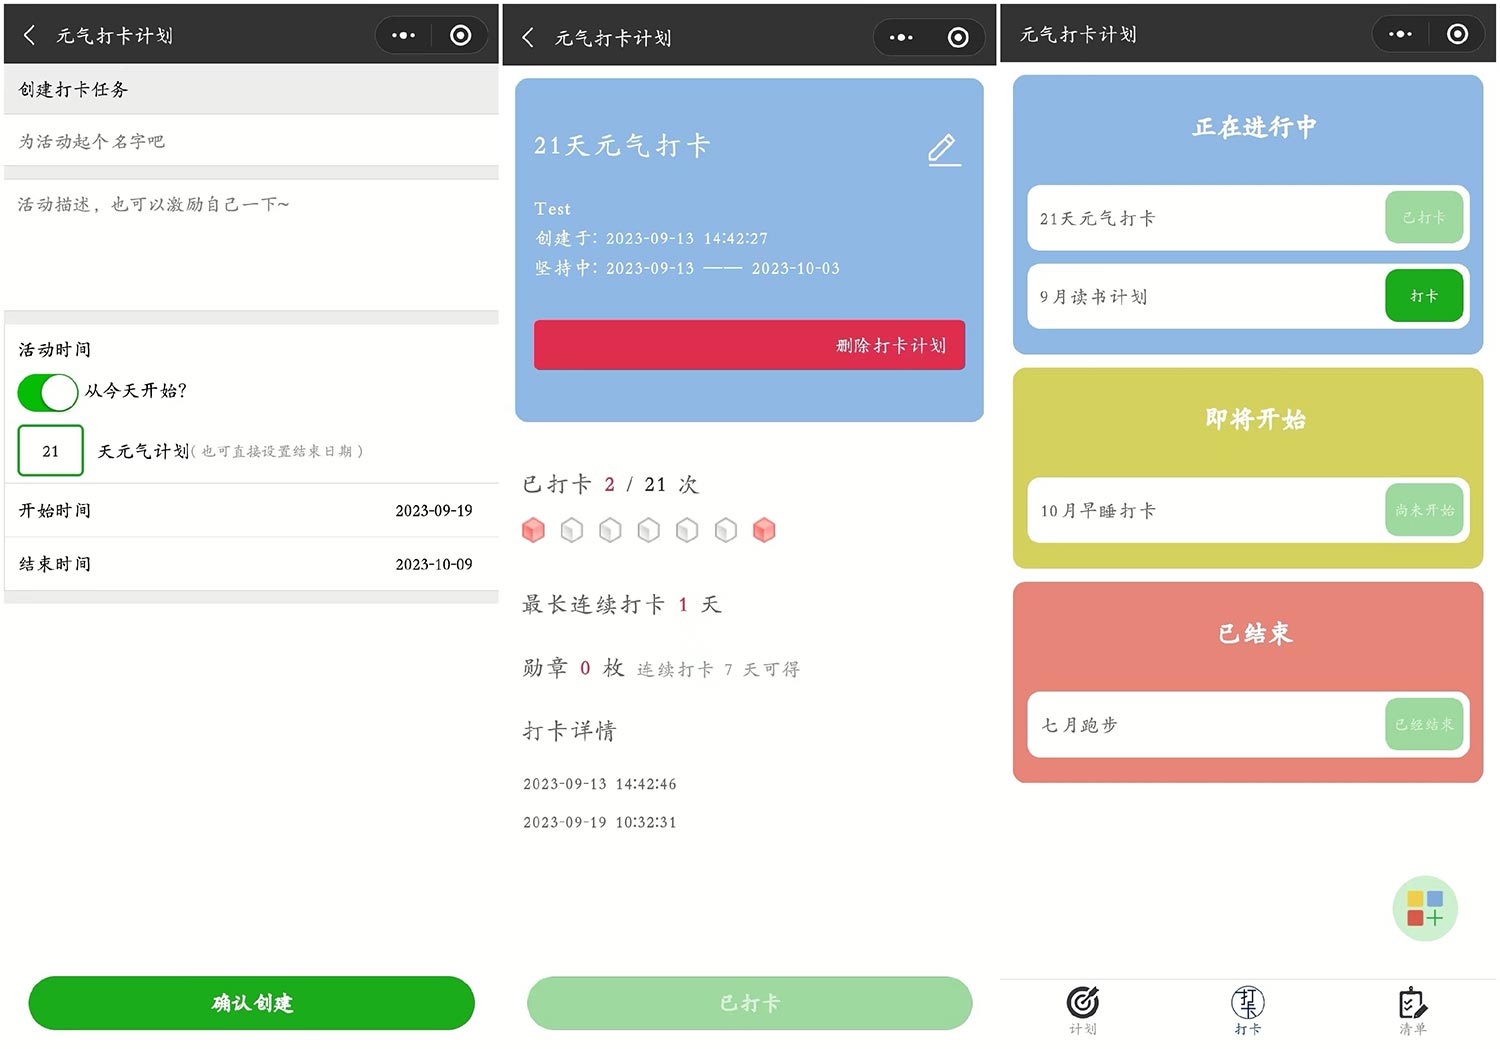 元气打卡计划
创建打卡任务
为活动起个名字吧
活动描述，也可以激励自己一下~
活动时间
从今天开始?
21 天元气计划(也可直接设置结束日期)
开始时间 2023-09-19
结束时间 2023-10-09
确认创建
元气打卡计划
21天元气打卡
Test
创建于: 2023-09-13 14:42:27
坚持中: 2023-09-13 —— 2023-10-03
删除打卡计划
已打卡 2 / 21 次
最长连续打卡 1 天
勋章 0 枚 连续打卡 7 天可得
打卡详情
2023-09-13 14:42:46
2023-09-19 10:32:31
已打卡
元气打卡计划
正在进行中
21天元气打卡 已打卡
9月读书计划 打卡
即将开始
10月早睡打卡 尚未开始
已结束
七月跑步 已经结束
打卡
计划 打卡 清单